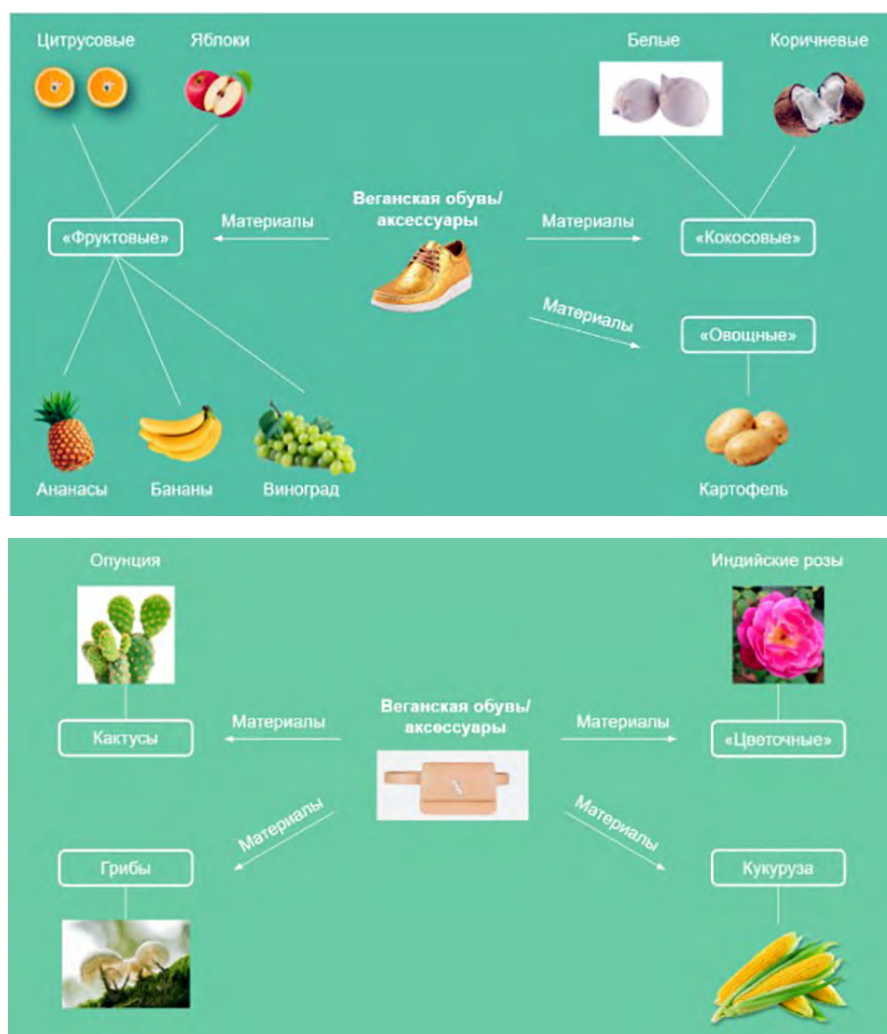 Цитрусовые
Яблоки
Белые
Коричневые
Веганская обувь/
аксессуары
Материалы
Материалы
«Фруктовые»
«Кокосовые»
Материалы
«Овощные»
Ананасы
Бананы
Виноград
Картофель
Опунция
Индийские розы
Веганская обувь/
аксессуары
Материалы
Материалы
Кактусы
«Цветочные»
Материалы
Материалы
Грибы
Кукуруза